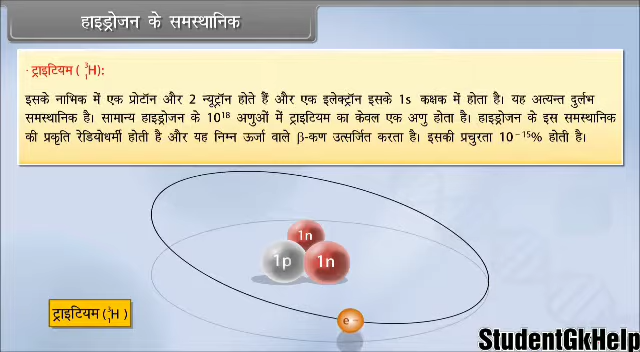 हाइड्रोजन के समस्थानिक
· ट्राइटियम ( ³₁H):
इसके नाभिक में एक प्रोटॉन और 2 न्यूट्रॉन होते हैं और एक इलेक्ट्रॉन इसके 1s कक्षक में होता है। यह अत्यन्त दुर्लभ
समस्थानिक है। सामान्य हाइड्रोजन के 10¹⁸ अणुओं में ट्राइटियम का केवल एक अणु होता है। हाइड्रोजन के इस समस्थानिक
की प्रकृति रेडियोधर्मी होती है और यह निम्न ऊर्जा वाले β-कण उत्सर्जित करता है। इसकी प्रचुरता 10⁻¹⁵% होती है।
1n
1p 1n
e−
ट्राइटियम (³₁H )
StudentGkHelp